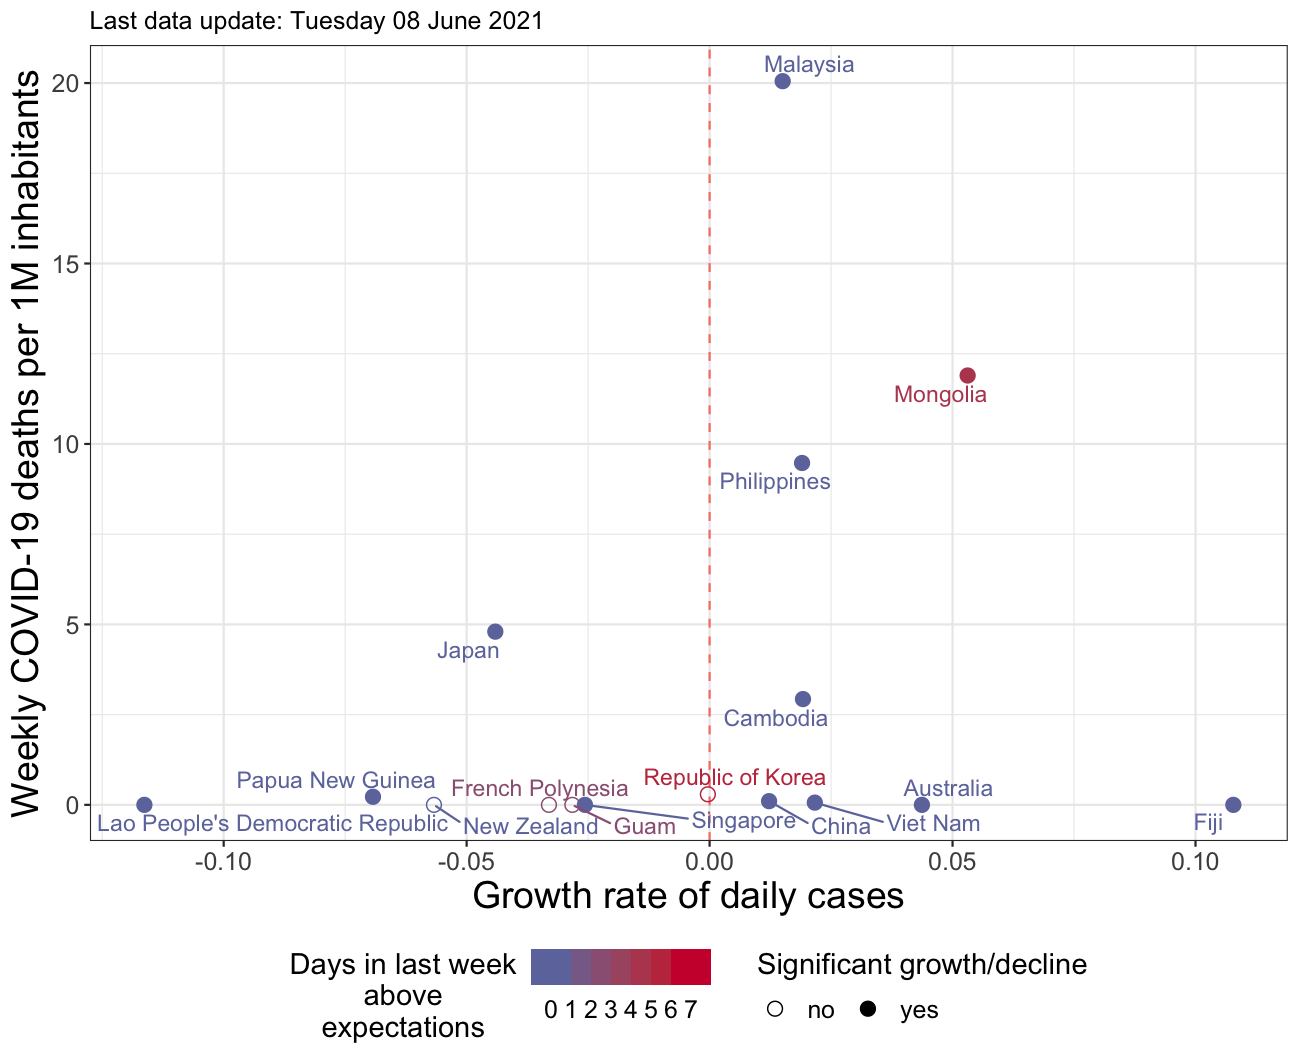 Last data update: Tuesday 08 June 2021
Weekly COVID-19 deaths per 1M inhabitants
20
15
10
5
0
Malaysia
Mongolia
Philippines
Japan
Cambodia
Papua New Guinea
French Polynesia
Republic of Korea
Australia
Lao People's Democratic Republic
New Zealand
Guam
Singapore
China
Viet Nam
Fiji
-0.10
-0.05
0.00
0.05
0.10
Growth rate of daily cases
Days in last week
above
expectations
0 1 2 3 4 5 6 7
Significant growth/decline
no
yes